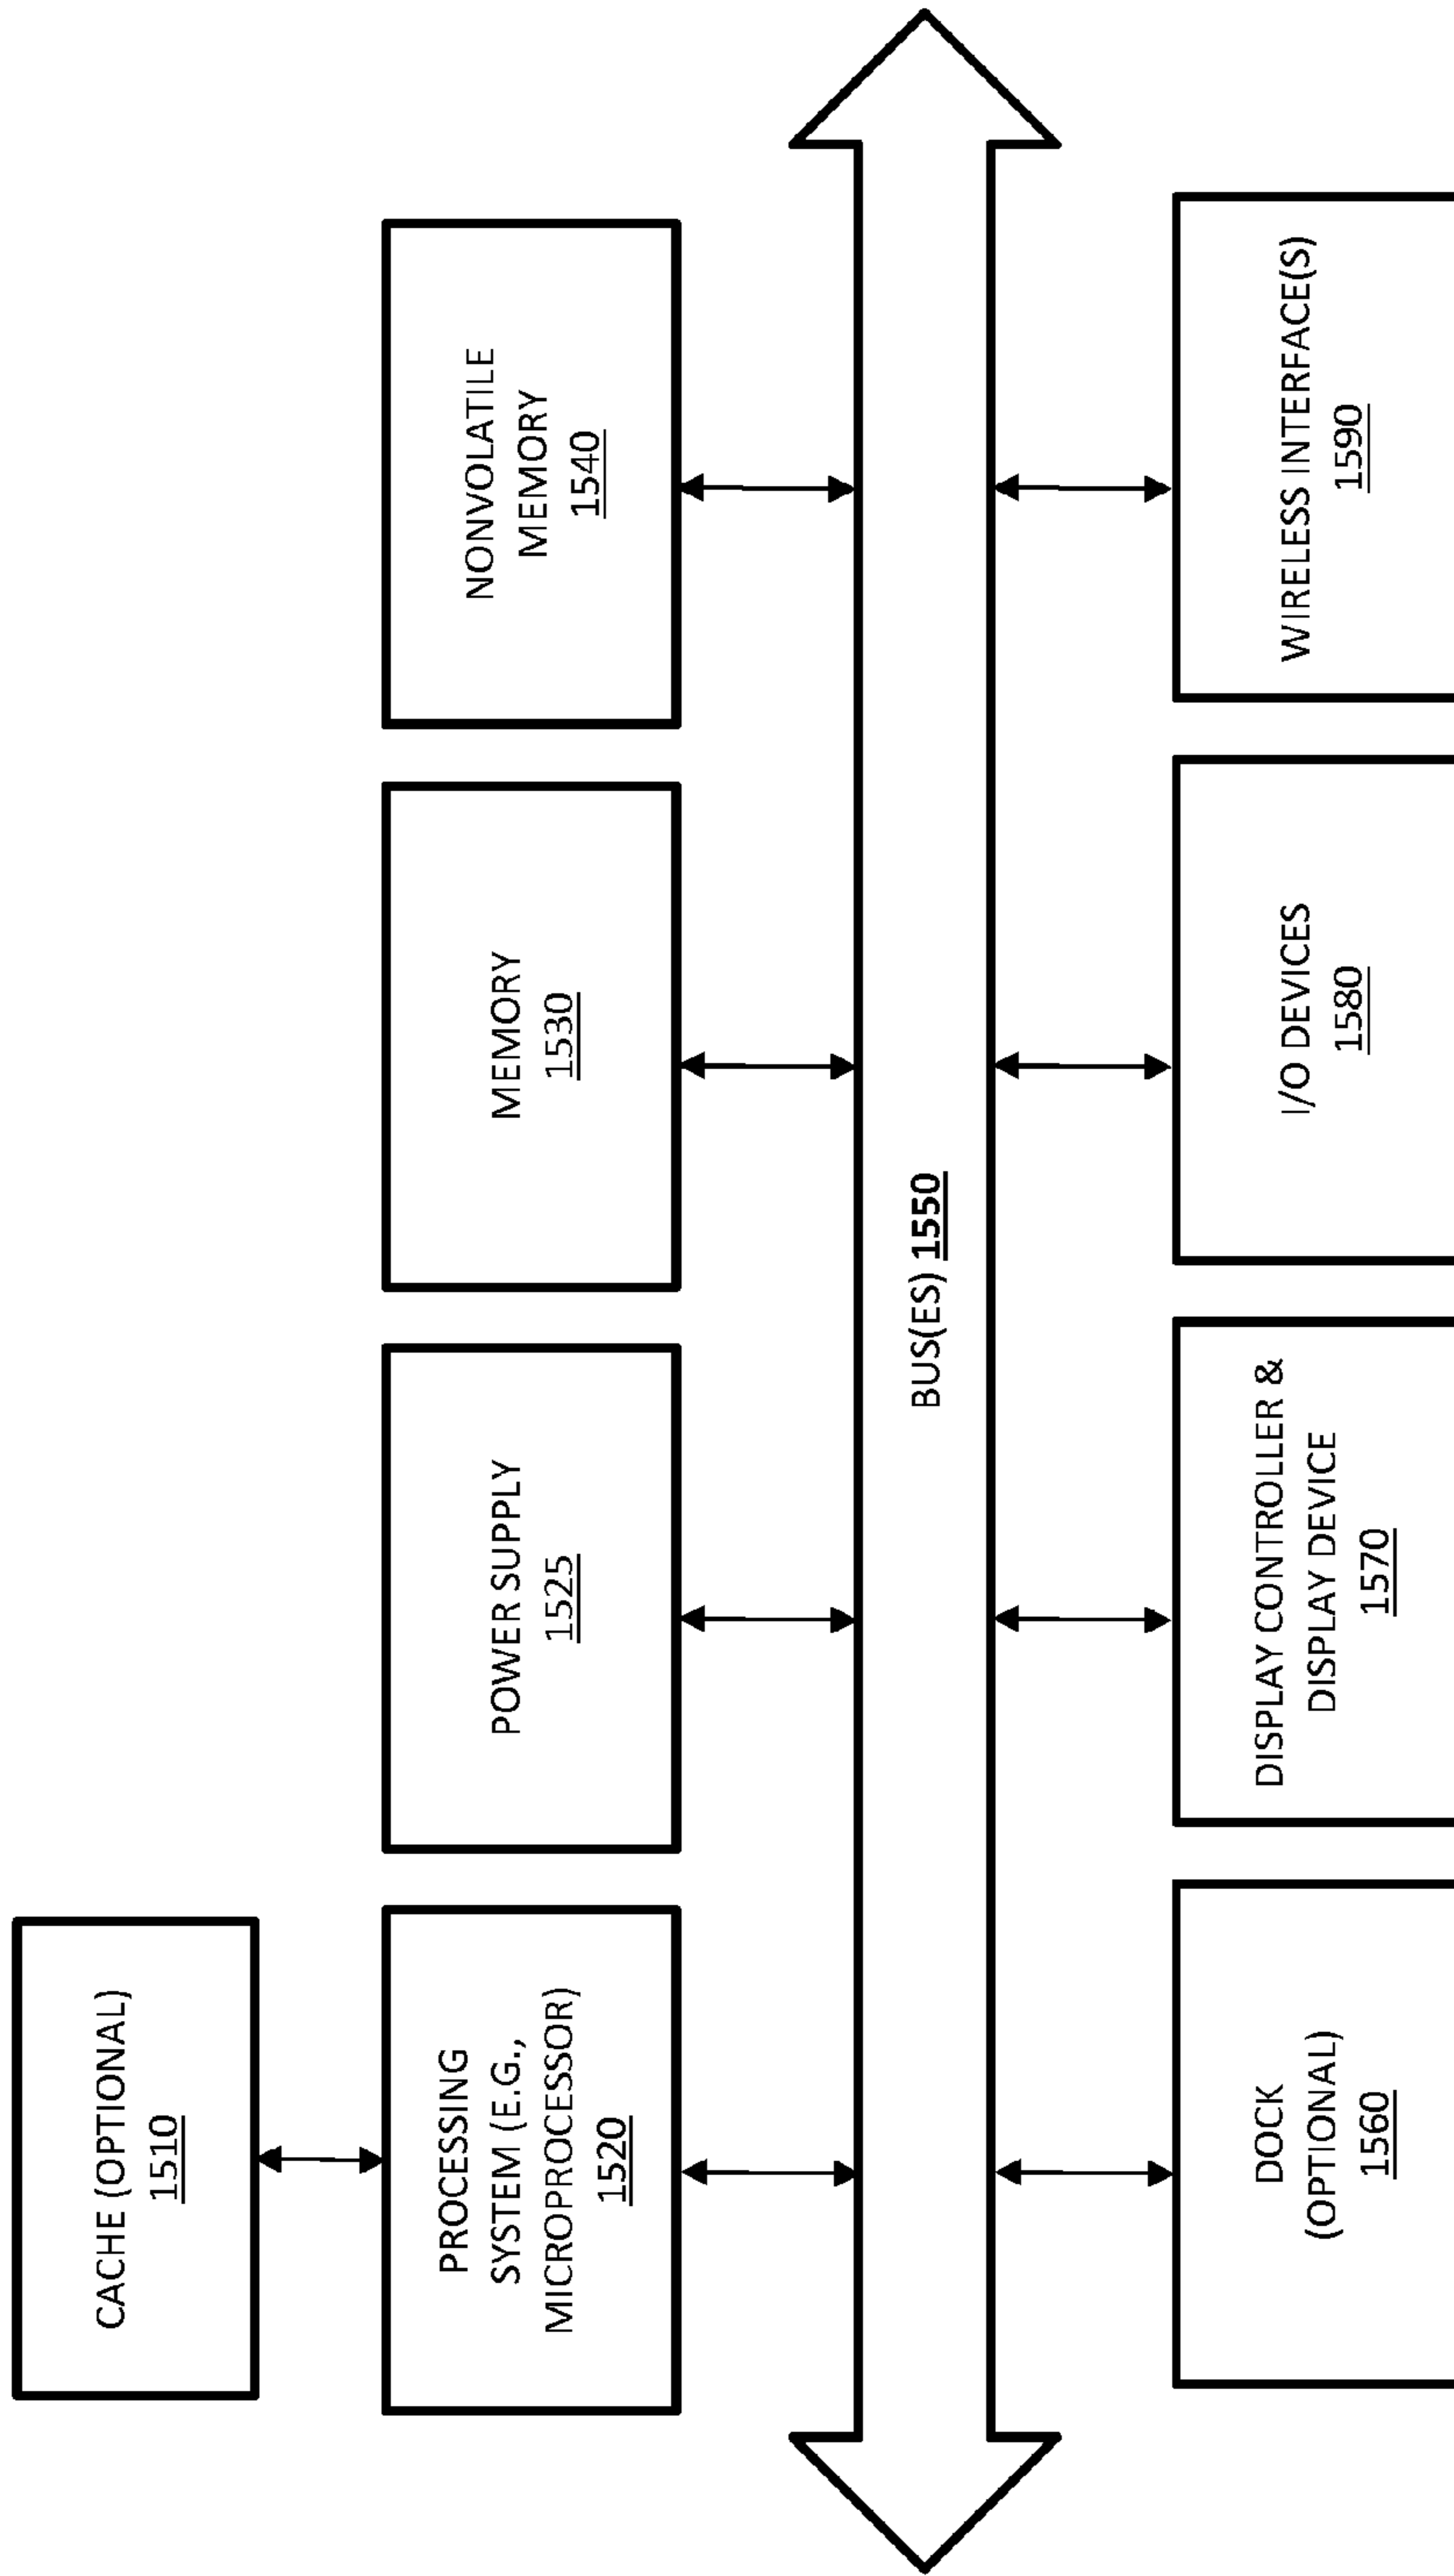 CACHE (OPTIONAL)
1510
PROCESSING
SYSTEM (E.G.,
MICROPROCESSOR)
1520
POWER SUPPLY
1525
MEMORY
1530
NONVOLATILE
MEMORY
1540
BUS(ES) 1550
DOCK
(OPTIONAL)
1560
DISPLAY CONTROLLER &
DISPLAY DEVICE
1570
I/O DEVICES
1580
WIRELESS INTERFACE(S)
1590